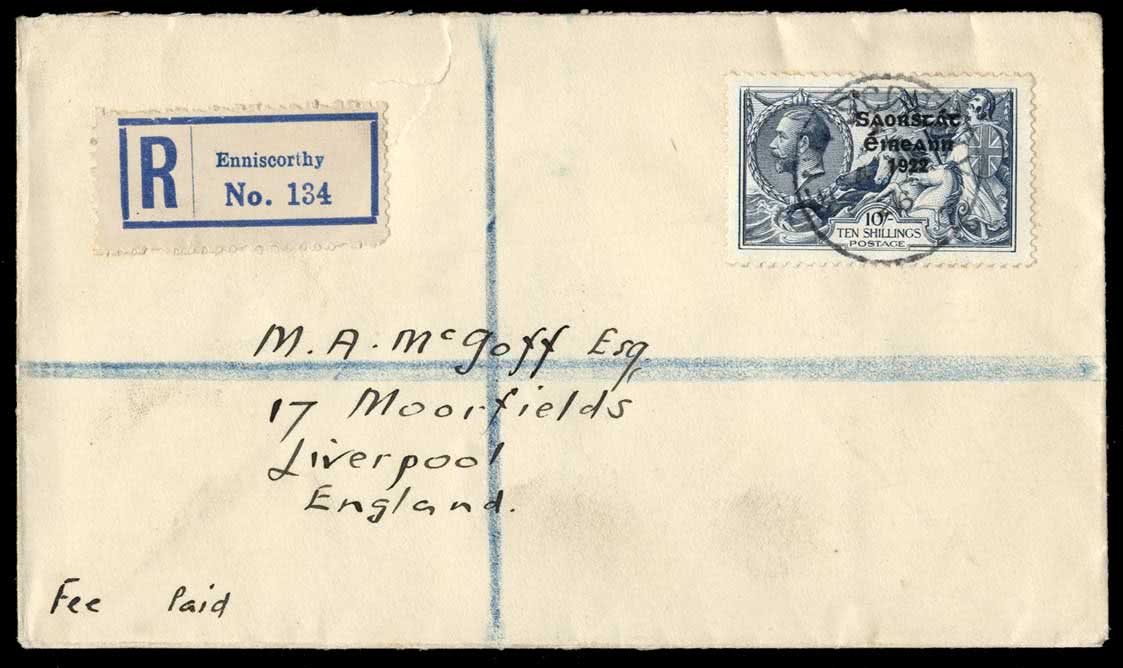 R
Enniscorthy
No. 134
Saorstát
Éireann
1922
10/-
TEN SHILLINGS
POSTAGE
M. A. McGoff Esq.
17 Moorfields
Liverpool
England.
Fee Paid